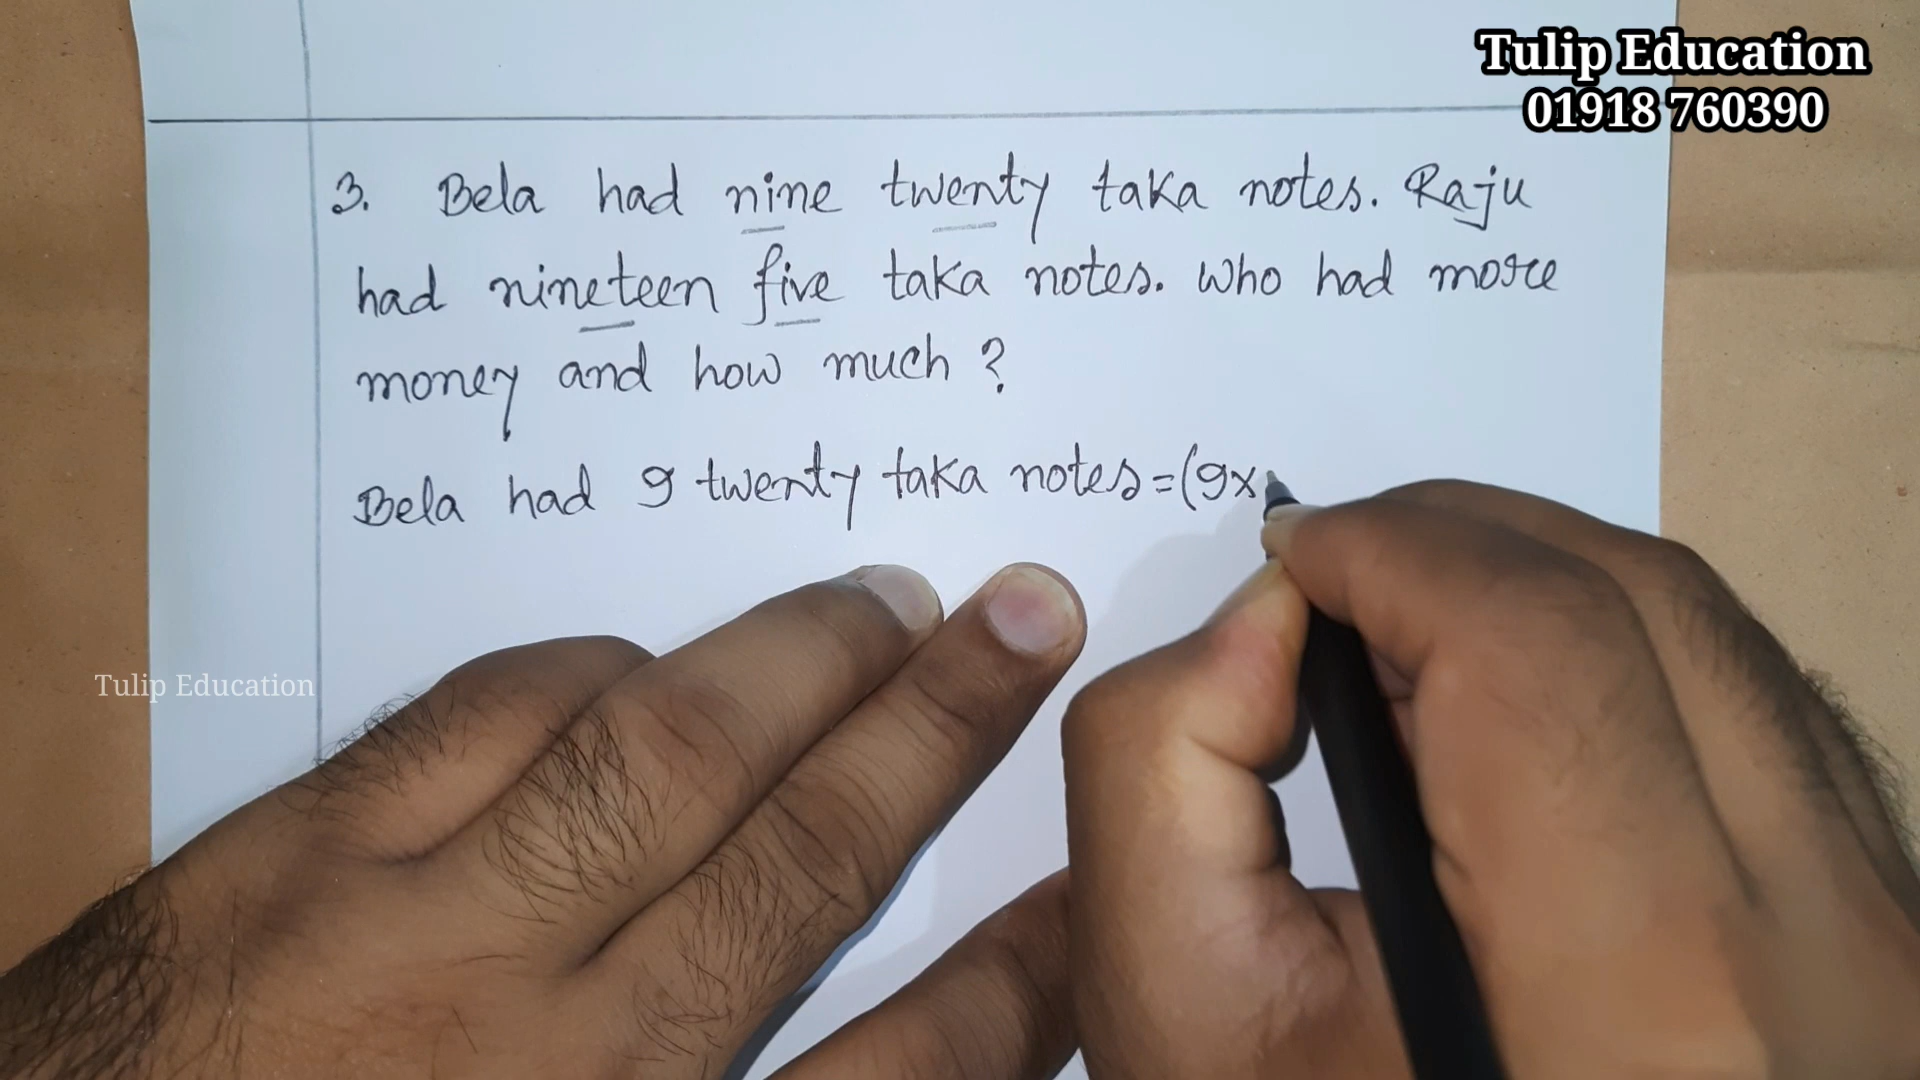 Tulip Education
01918 760390
3. Bela had nine twenty taka notes. Raju
had nineteen five taka notes. Who had more
money and how much ?
Bela had 9 twenty taka notes=(9x
Tulip Education